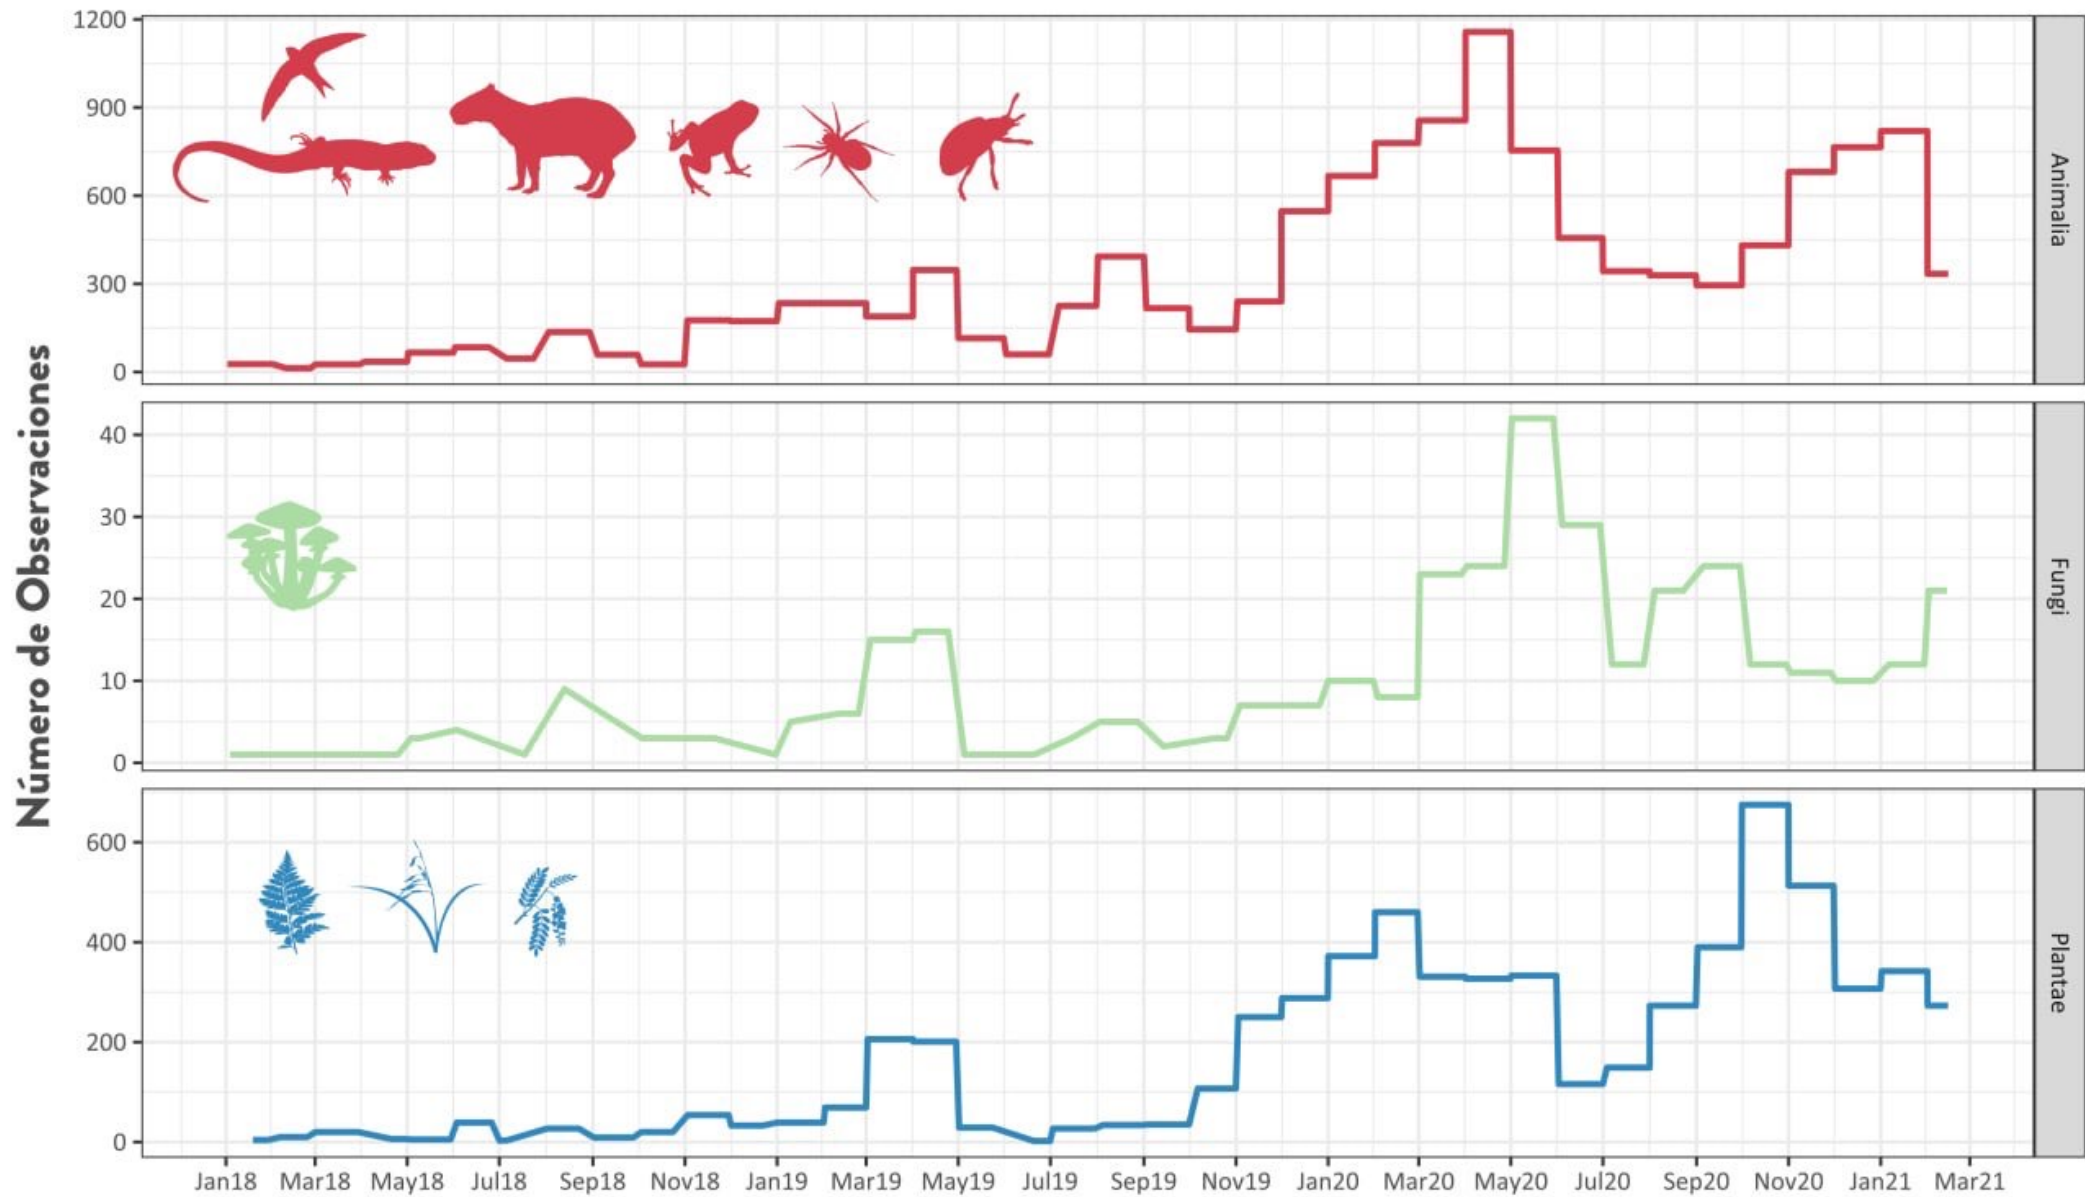 Número de Observaciones
1200
900
600
300
0
Animalia
40
30
20
10
0
Fungi
600
400
200
0
Plantae
Jan18 Mar18 May18 Jul18 Sep18 Nov18 Jan19 Mar19 May19 Jul19 Sep19 Nov19 Jan20 Mar20 May20 Jul20 Sep20 Nov20 Jan21 Mar21